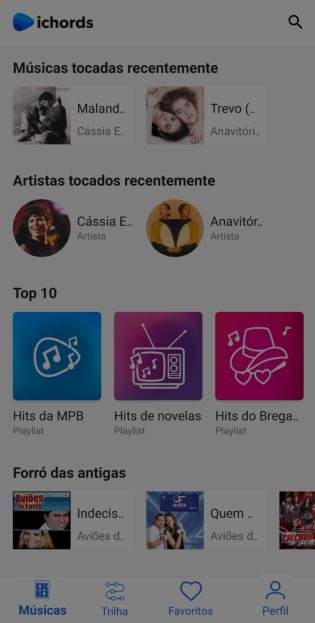 ichords
Músicas tocadas recentemente
Maland..
Cássia E..
Trevo (..
Anavitóri..
Artistas tocados recentemente
Cássia E..
Artista
Anavitór..
Artista
Top 10
Hits da MPB
Playlist
Hits de novelas
Playlist
Hits do Brega..
Playlist
Forró das antigas
Aviões
do Forró
Indecis..
Aviões d..
Quem ..
Aviões d..
Músicas
Trilha
Favoritos
Perfil